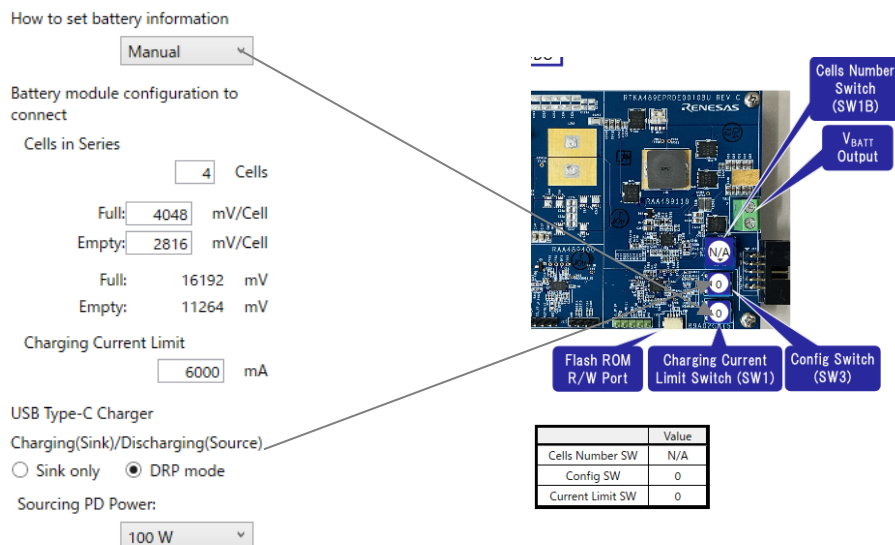 How to set battery information
Manual
Battery module configuration to
connect
Cells in Series
4 Cells
Full: 4048 mV/Cell
Empty: 2816 mV/Cell
Full: 16192 mV
Empty: 11264 mV
Charging Current Limit
6000 mA
USB Type-C Charger
Charging(Sink)/Discharging(Source)
Sink only DRP mode
Sourcing PD Power:
100 W
RTKA489EPRDE0010BU REV C
RENESAS
RAA489118
RAA489400
N/A
0
0
Cells Number
Switch
(SW1B)
VBATT
Output
Flash ROM
R/W Port
Charging Current
Limit Switch (SW1)
Config Switch
(SW3)
Value
Cells Number SW N/A
Config SW 0
Current Limit SW 0